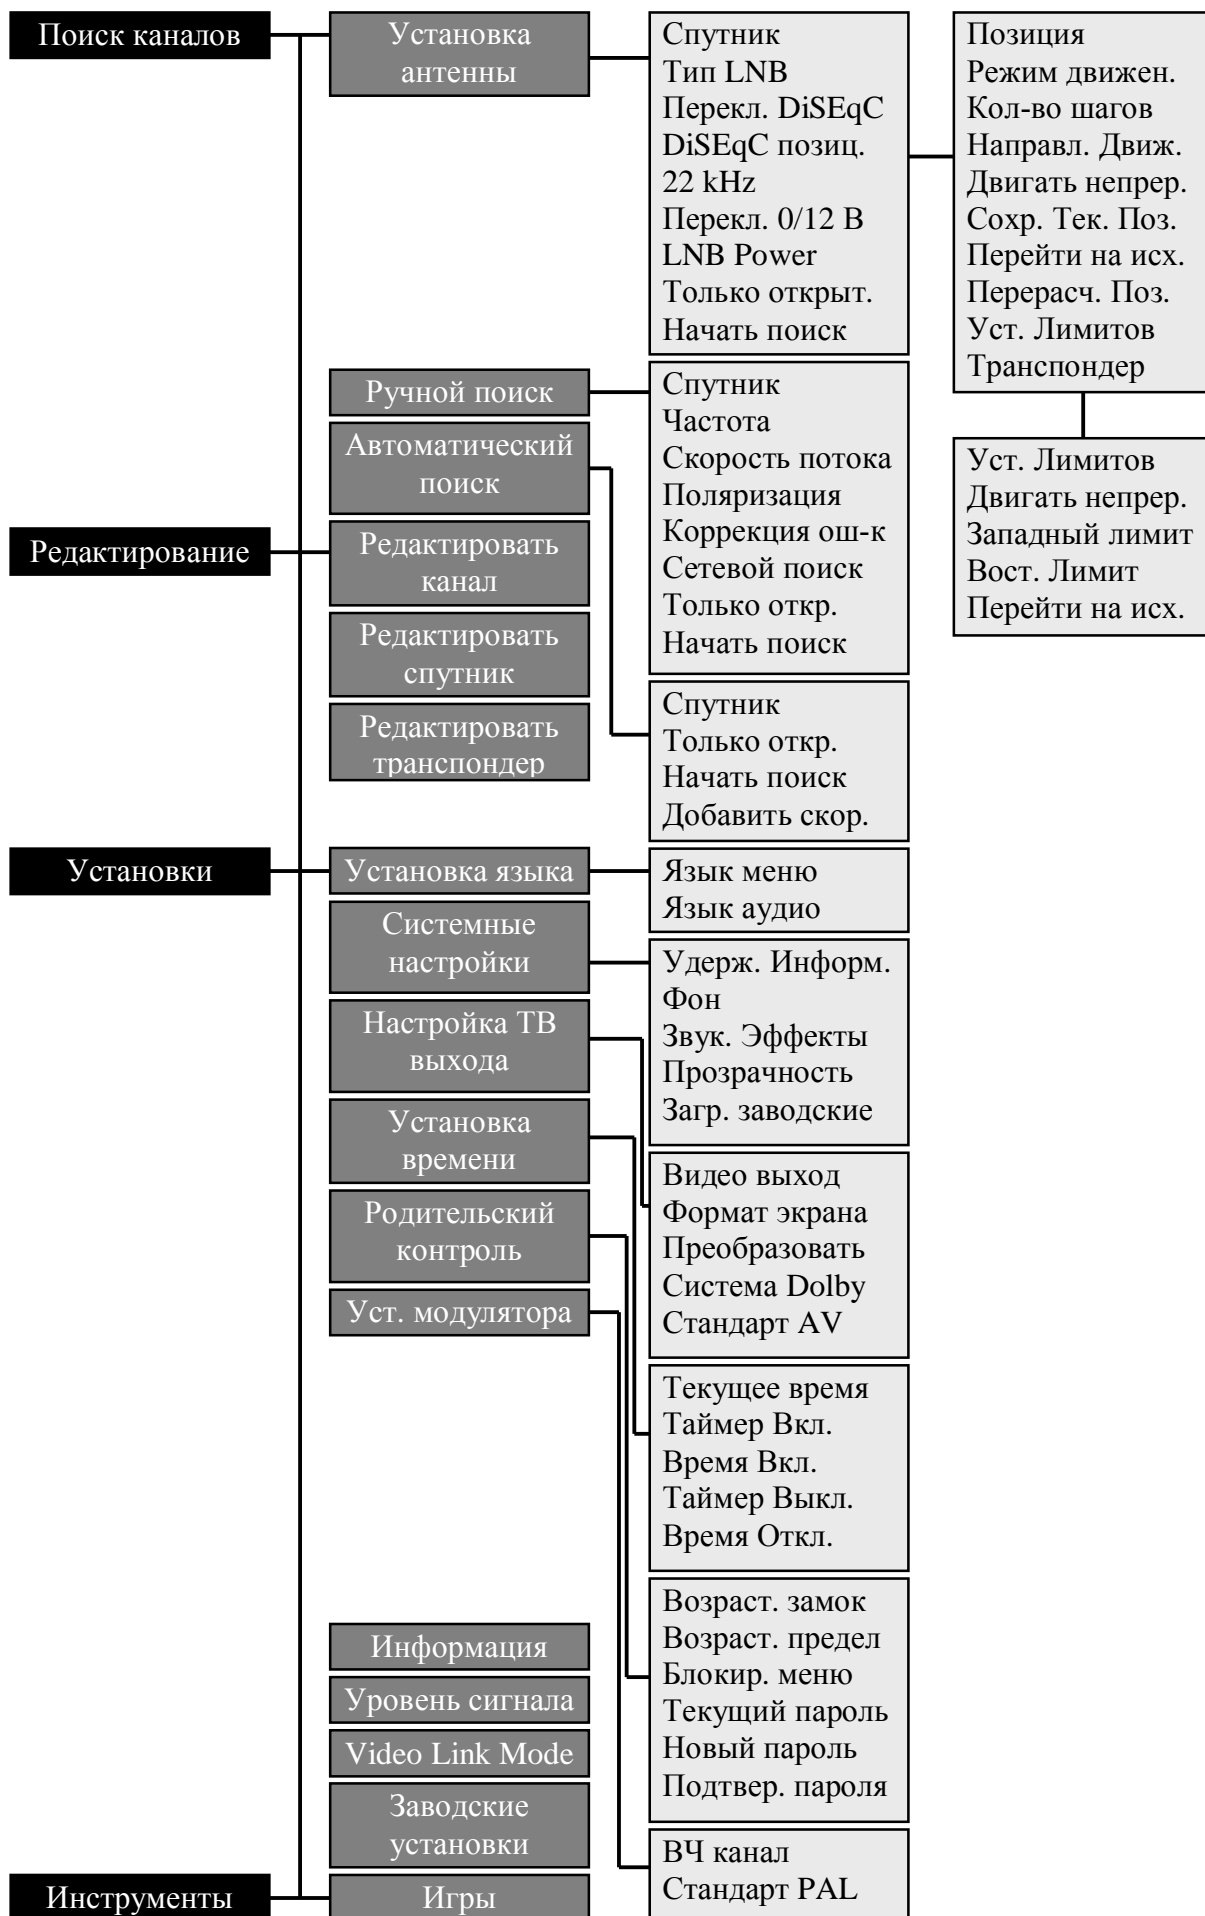 Поиск каналов
Установка
антенны
Спутник
Тип LNB
Перекл. DiSEqC
DiSEqC позиц.
22 kHz
Перекл. 0/12 В
LNB Power
Только открыт.
Начать поиск
Позиция
Режим движен.
Кол-во шагов
Направл. Движ.
Двигать непрер.
Сохр. Тек. Поз.
Перейти на исх.
Перерасч. Поз.
Уст. Лимитов
Транспондер
Уст. Лимитов
Двигать непрер.
Западный лимит
Вост. Лимит
Перейти на исх.
Ручной поиск
Спутник
Частота
Скорость потока
Поляризация
Коррекция ош-к
Сетевой поиск
Только откр.
Начать поиск
Автоматический
поиск
Спутник
Только откр.
Начать поиск
Добавить скор.
Редактирование
Редактировать
канал
Редактировать
спутник
Редактировать
транспондер
Установки
Установка языка
Язык меню
Язык аудио
Системные
настройки
Удерж. Информ.
Фон
Звук. Эффекты
Прозрачность
Загр. заводские
Настройка ТВ
выхода
Видео выход
Формат экрана
Преобразовать
Система Dolby
Стандарт AV
Установка
времени
Текущее время
Таймер Вкл.
Время Вкл.
Таймер Выкл.
Время Откл.
Родительский
контроль
Возраст. замок
Возраст. предел
Блокир. меню
Текущий пароль
Новый пароль
Подтвер. пароля
Уст. модулятора
ВЧ канал
Стандарт PAL
Информация
Уровень сигнала
Video Link Mode
Заводские
установки
Инструменты
Игры